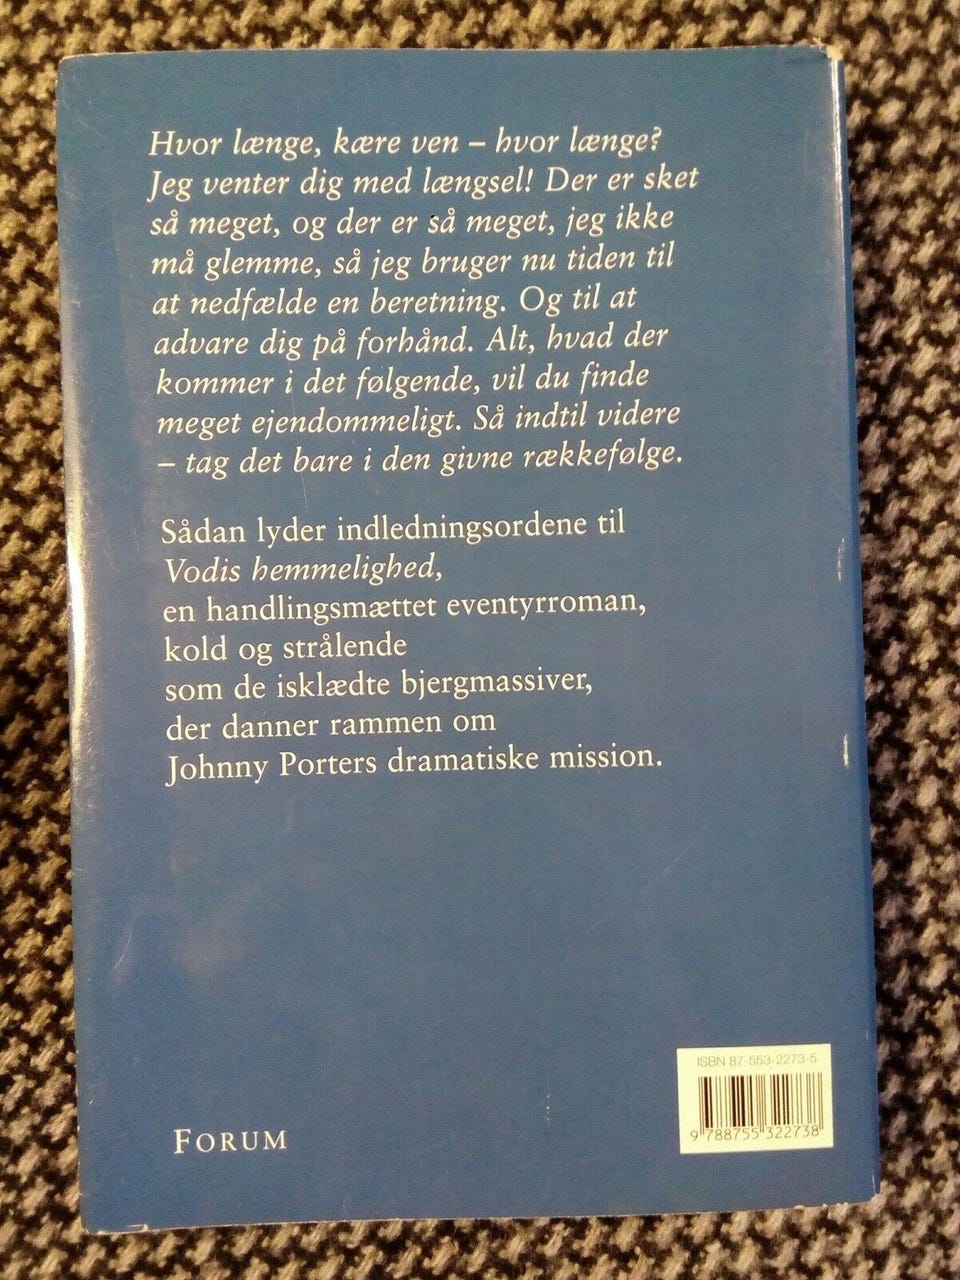 Hvor længe, kære ven – hvor længe?
Jeg venter dig med længsel! Der er sket
så meget, og der er så meget, jeg ikke
må glemme, så jeg bruger nu tiden til
at nedfælde en beretning. Og til at
advare dig på forhånd. Alt, hvad der
kommer i det følgende, vil du finde
meget ejendommeligt. Så indtil videre
– tag det bare i den givne rækkefølge.
Sådan lyder indledningsordene til
Vodis hemmelighed,
en handlingsmættet eventyrroman,
kold og strålende
som de isklædte bjergmassiver,
der danner rammen om
Johnny Porters dramatiske mission.
ISBN 87-553-2273-5
9 788755 322738
FORUM